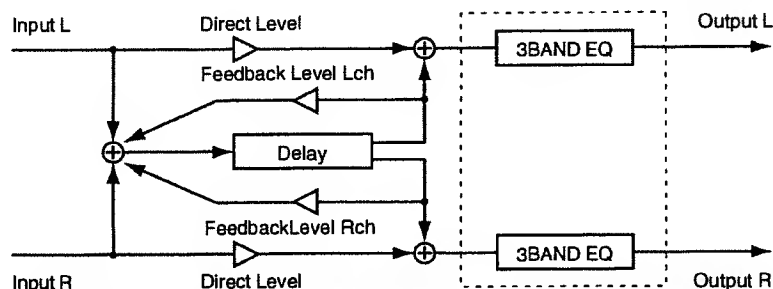 Input L
Direct Level
Output L
3BAND EQ
Feedback Level Lch
Delay
FeedbackLevel Rch
3BAND EQ
Input R
Direct Level
Output R